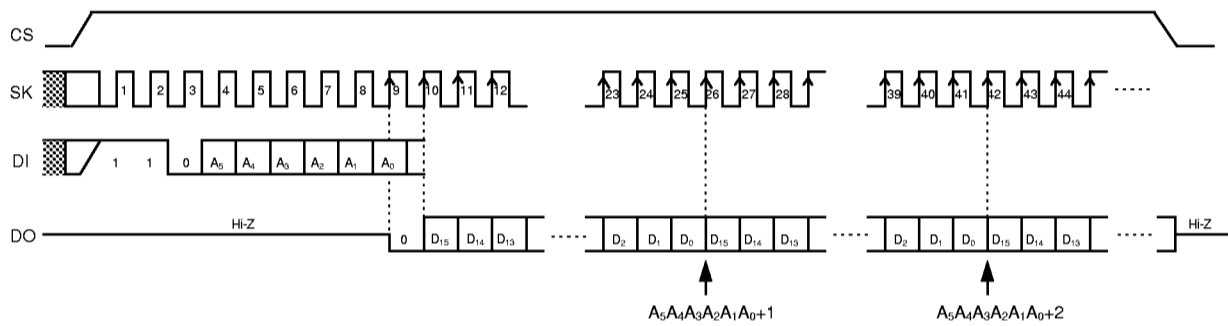 CS
SK 1 2 3 4 5 6 7 8 9 10 11 12 23 24 25 26 27 28 39 40 41 42 43 44
DI 1 1 0 A5 A4 A3 A2 A1 A0
DO Hi-Z 0 D15 D14 D13 D2 D1 D0 D15 D14 D13 D2 D1 D0 D15 D14 D13 Hi-Z
A5A4A3A2A1A0+1 A5A4A3A2A1A0+2